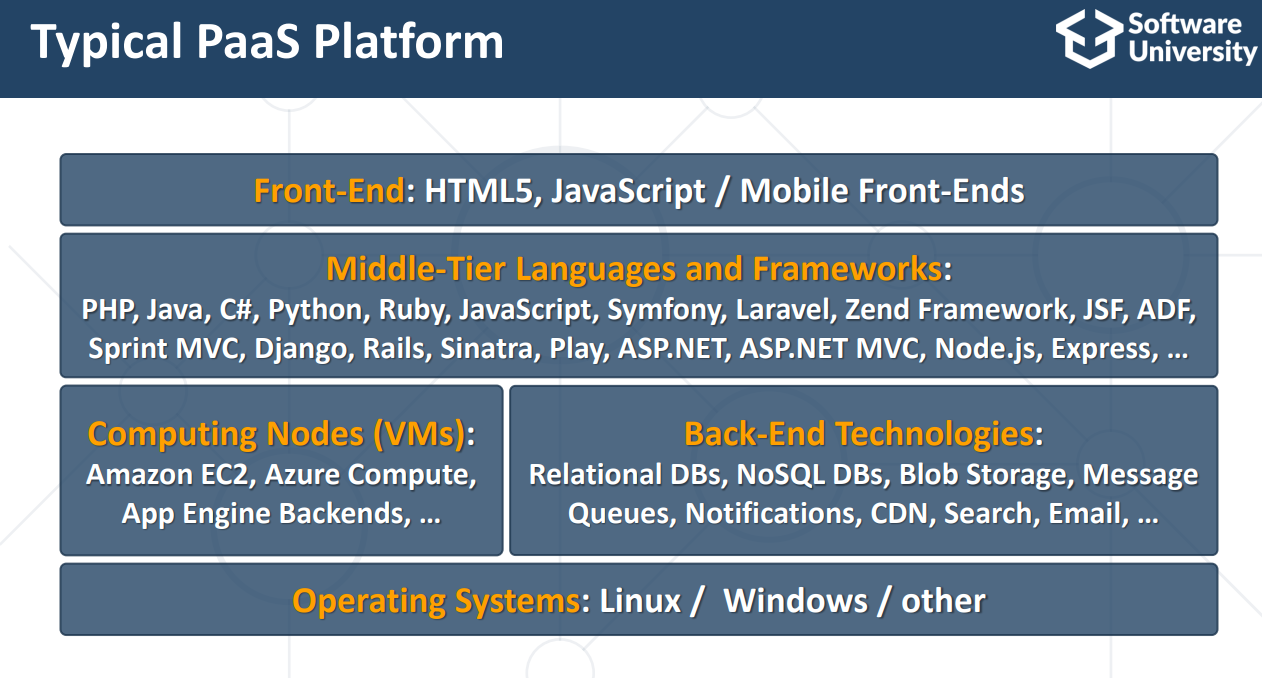 Typical PaaS Platform
Software
University
Front-End: HTML5, JavaScript / Mobile Front-Ends
Middle-Tier Languages and Frameworks:
PHP, Java, C#, Python, Ruby, JavaScript, Symfony, Laravel, Zend Framework, JSF, ADF,
Sprint MVC, Django, Rails, Sinatra, Play, ASP.NET, ASP.NET MVC, Node.js, Express, …
Computing Nodes (VMs):
Amazon EC2, Azure Compute,
App Engine Backends, …
Back-End Technologies:
Relational DBs, NoSQL DBs, Blob Storage, Message
Queues, Notifications, CDN, Search, Email, …
Operating Systems: Linux /  Windows / other